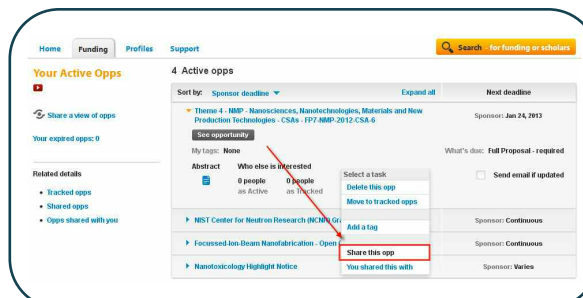 Home Funding Profiles Support
Search - for funding or scholars
Your Active Opps
Share a view of opps
Your expired opps: 0
Related details
Tracked opps
Shared opps
Opps shared with you
4 Active opps
Sort by: Sponsor deadline Expand all Next deadline
Theme 4 - NMP - Nanosciences, Nanotechnologies, Materials and New
Production Technologies - CSAs - FP7-NMP-2012-CSA-6
Sponsor: Jan 24, 2013
See opportunity
My tags: None
What's due: Full Proposal - required
Abstract Who else is interested
0 people 0 people
as Active as Tracked
Send email if updated
Select a task
Delete this opp
Move to tracked opps
Add a tag
Share this opp
You shared this with
NIST Center for Neutron Research (NCNR) Gr
Sponsor: Continuous
Focussed-Ion-Beam Nanofabrication - Open
Sponsor: Continuous
Nanotoxicology Highlight Notice
Sponsor: Varies